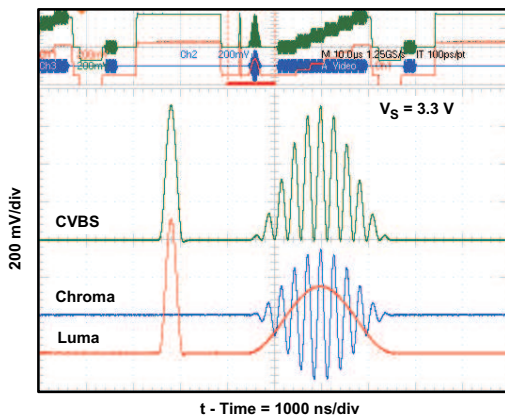 Ch2 200mV M 10.0µs 1.25GS/s IT 100ps/pt
Ch3 200mV A Video
V_S = 3.3 V
CVBS
Chroma
Luma
200 mV/div
t - Time = 1000 ns/div